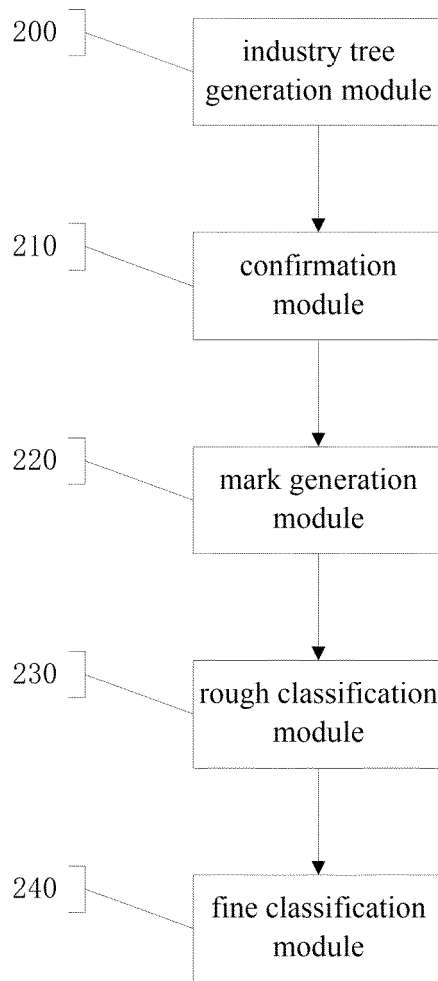 200
industry tree
generation module
210
confirmation
module
220
mark generation
module
230
rough classification
module
240
fine classification
module